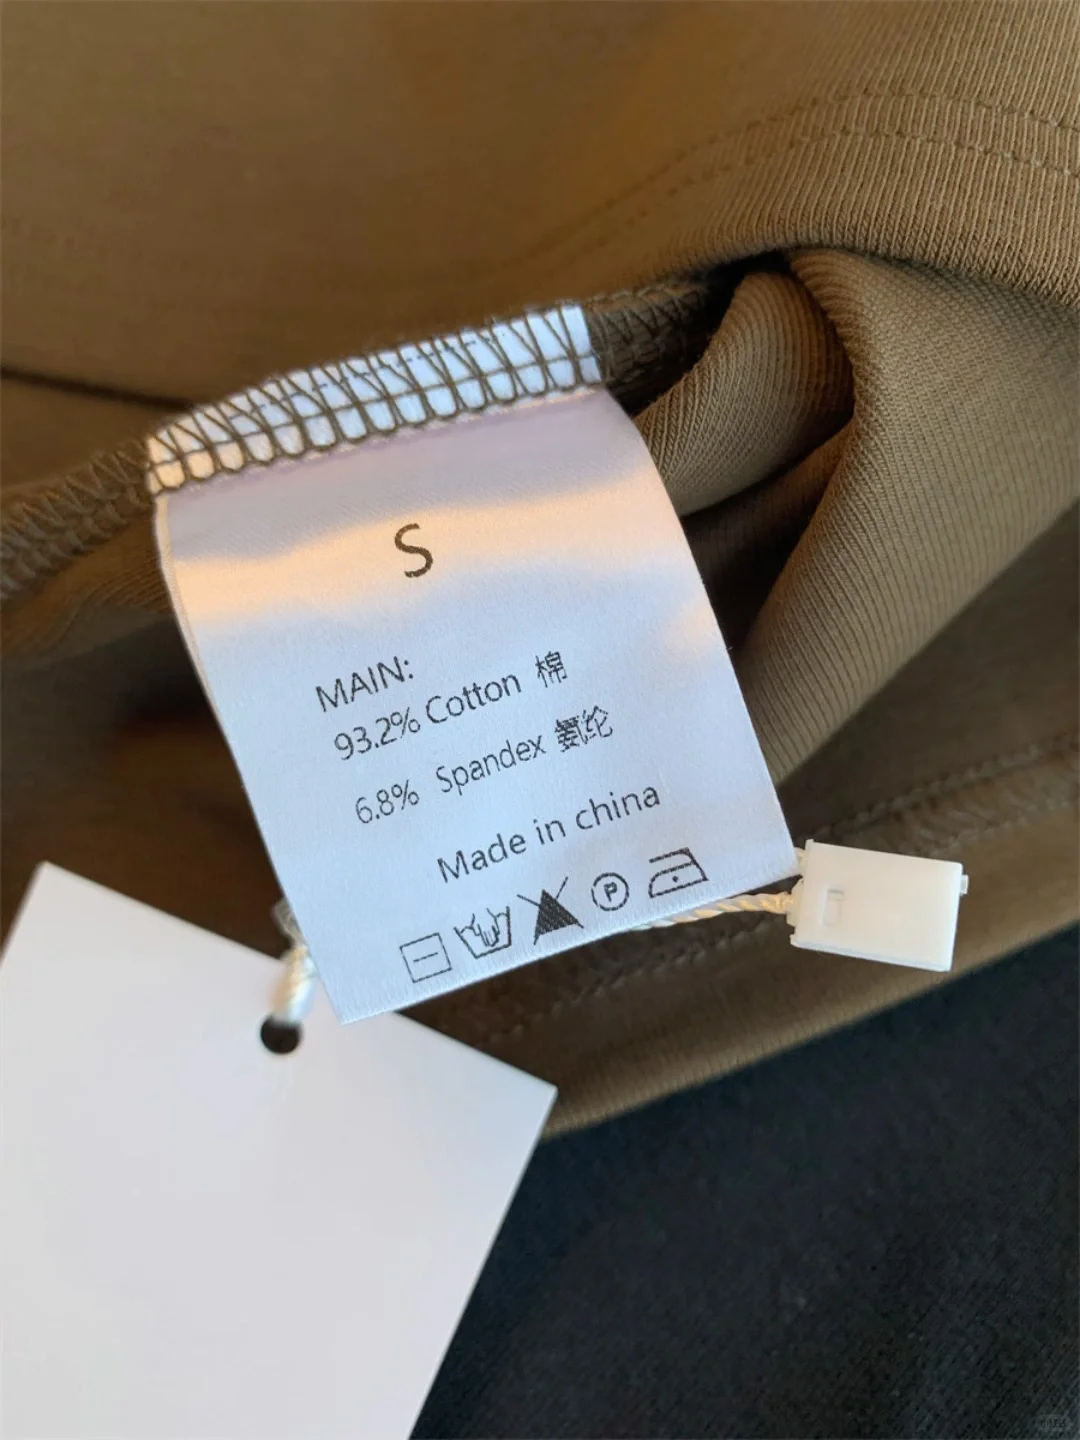 S
MAIN:
93.2% Cotton 棉
6.8% Spandex 氨纶
Made in china
P